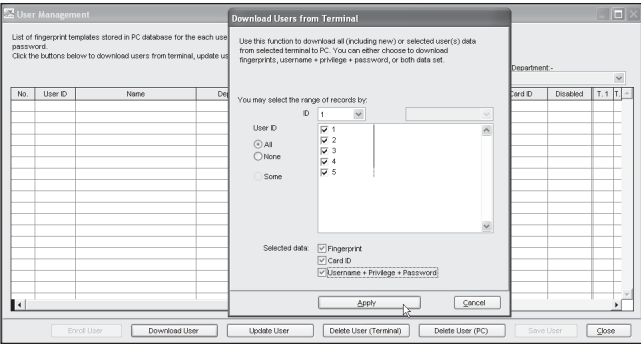 User Management
List of fingerprint templates stored in PC database for the each use
password.
Click the buttons below to download users from terminal, update us
Department:-
No. User ID Name Dep Card ID Disabled T. 1 T.
Download Users from Terminal
Use this function to download all (including new) or selected user(s) data
from selected terminal to PC. You can either choose to download
fingerprints, username + privilege + password, or both data set.
You may select the range of records by:
ID 1
User ID
All
None
Some
1
2
3
4
5
Selected data: Fingerprint
Card ID
Username + Privilege + Password
Apply Cancel
Enroll User Download User Update User Delete User (Terminal) Delete User (PC) Save User Close